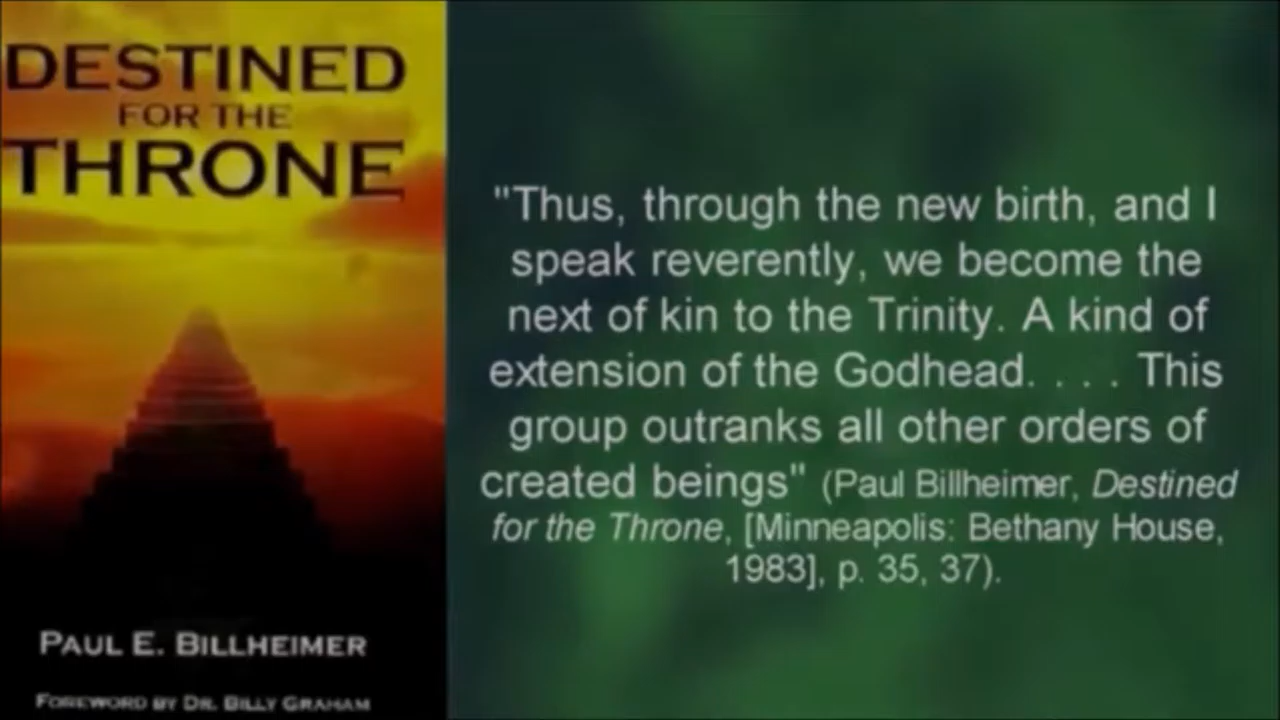 DESTINED
FOR THE
THRONE
PAUL E. BILLHEIMER
FOREWORD BY DR. BILLY GRAHAM
"Thus, through the new birth, and I
speak reverently, we become the
next of kin to the Trinity. A kind of
extension of the Godhead. . . . This
group outranks all other orders of
created beings" (Paul Billheimer, Destined
for the Throne, [Minneapolis: Bethany House,
1983], p. 35, 37).